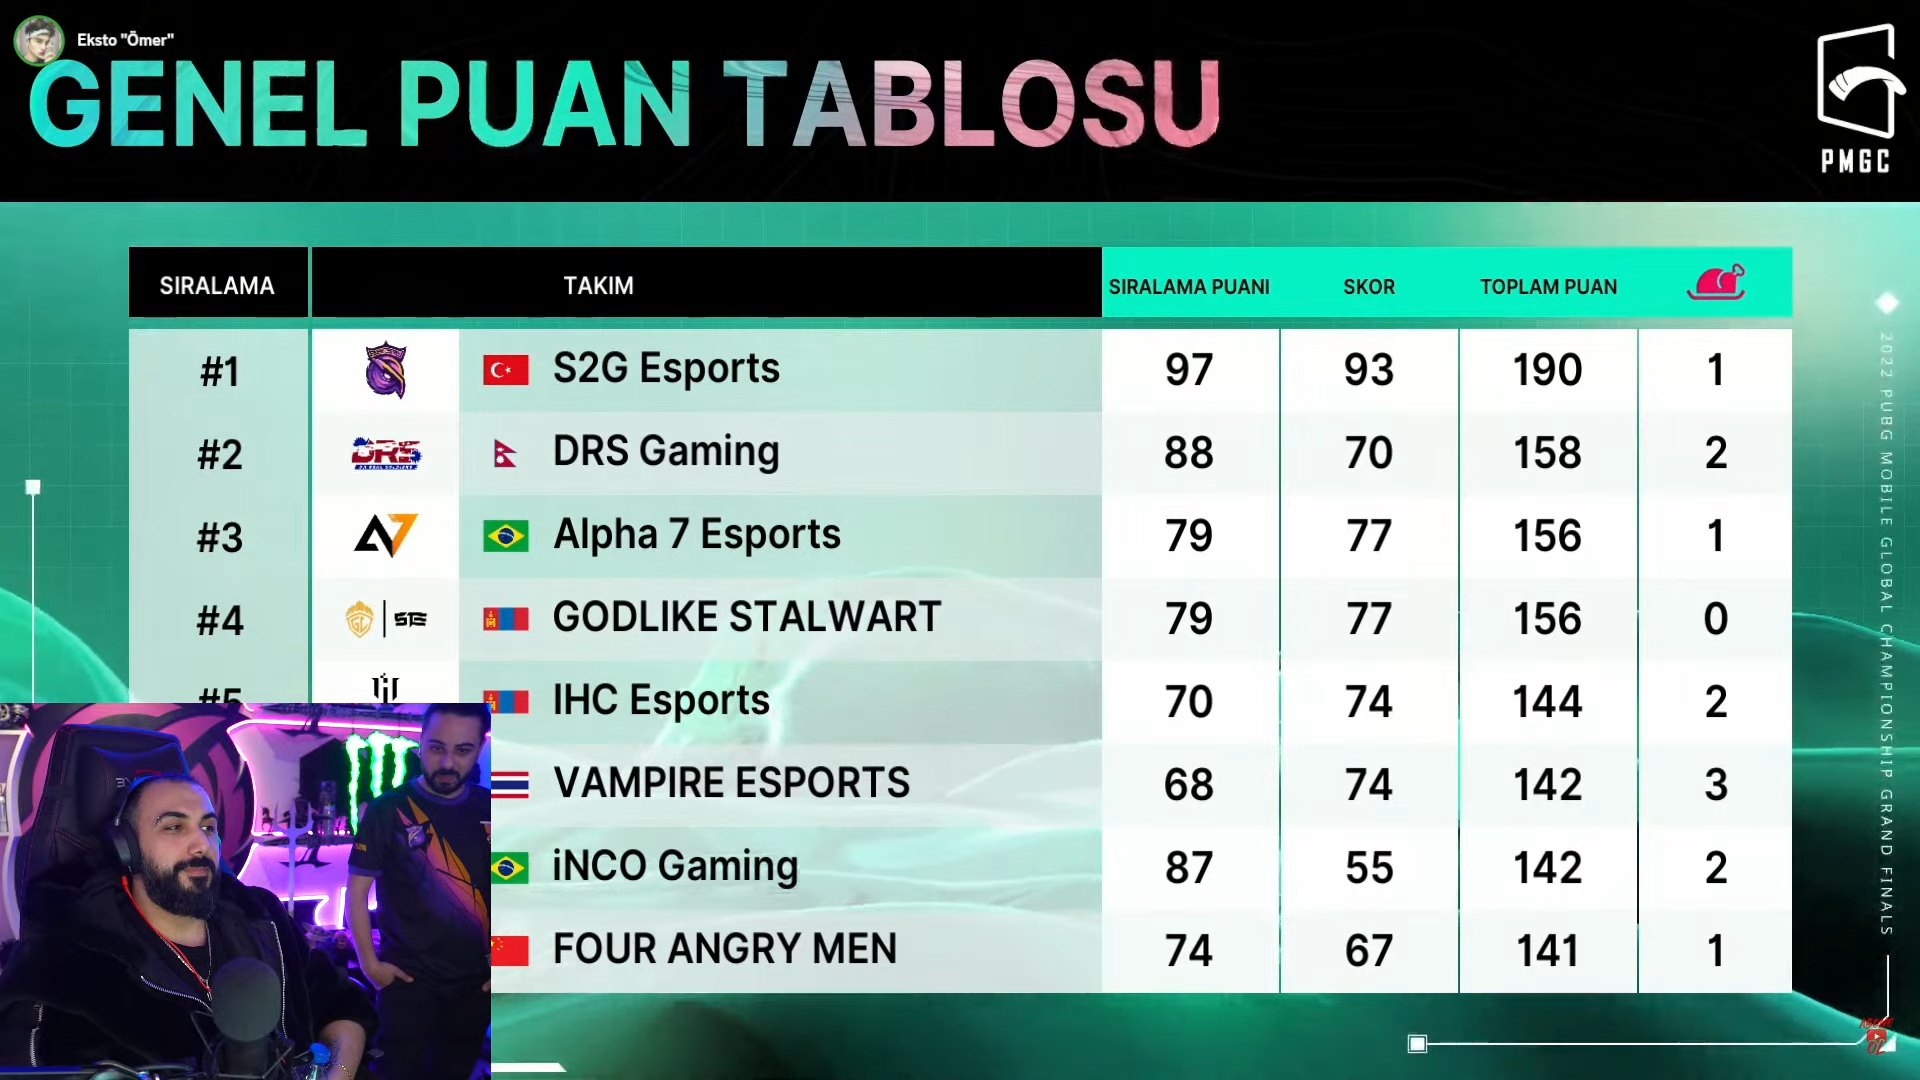 Eksto "Ömer"
GENEL PUAN TABLOSU
PMGC
SIRALAMA TAKIM SIRALAMA PUANI SKOR TOPLAM PUAN
#1 S2G Esports 97 93 190 1
#2 DRS DRS Gaming 88 70 158 2
#3 A7 Alpha 7 Esports 79 77 156 1
#4 GODLIKE STALWART 79 77 156 0
#5 IHC Esports 70 74 144 2
VAMPIRE ESPORTS 68 74 142 3
iNCO Gaming 87 55 142 2
FOUR ANGRY MEN 74 67 141 1
2022 PUBG MOBILE GLOBAL CHAMPIONSHIP GRAND FINALS